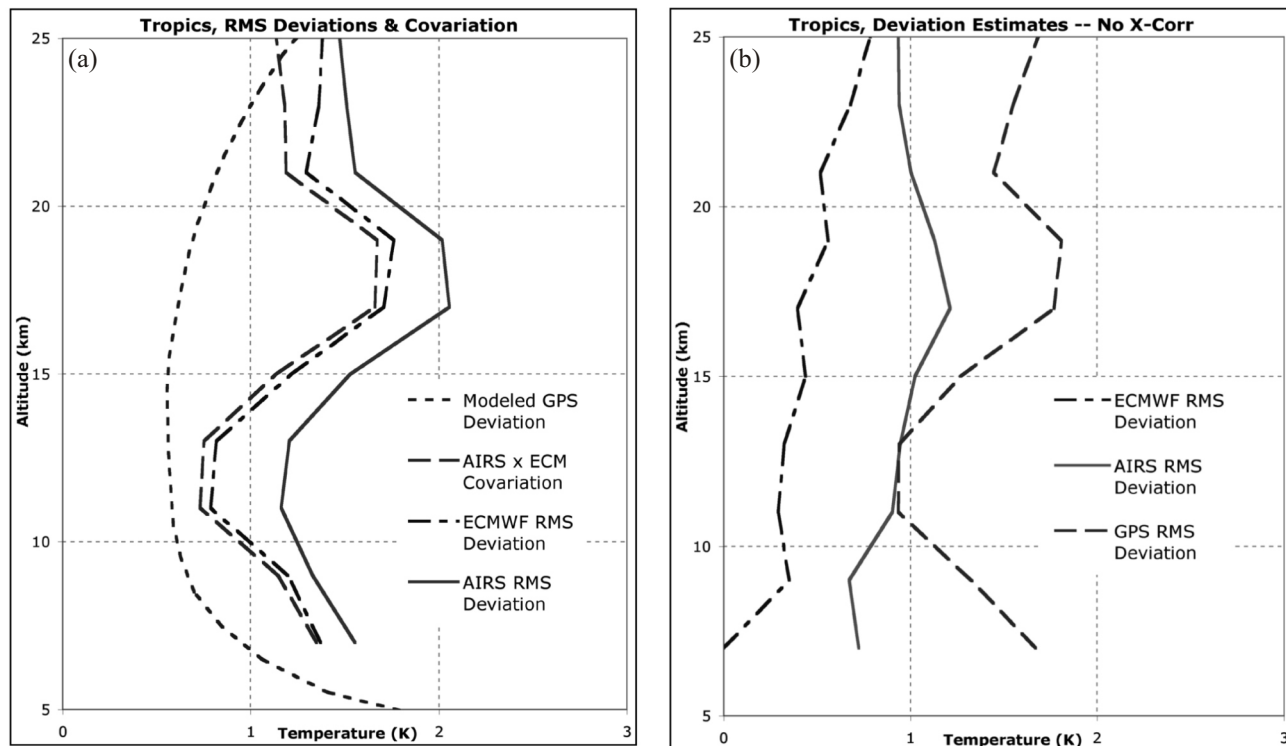 Tropics, RMS Deviations & Covariation
(a)
25
20
15
10
5
Altitude (km)
Modeled GPS
Deviation
AIRS x ECM
Covariation
ECMWF RMS
Deviation
AIRS RMS
Deviation
0
1
2
3
Temperature (K)
Tropics, Deviation Estimates -- No X-Corr
(b)
25
20
15
10
5
Altitude (km)
ECMWF RMS
Deviation
AIRS RMS
Deviation
GPS RMS
Deviation
0
1
2
3
Temperature (K)